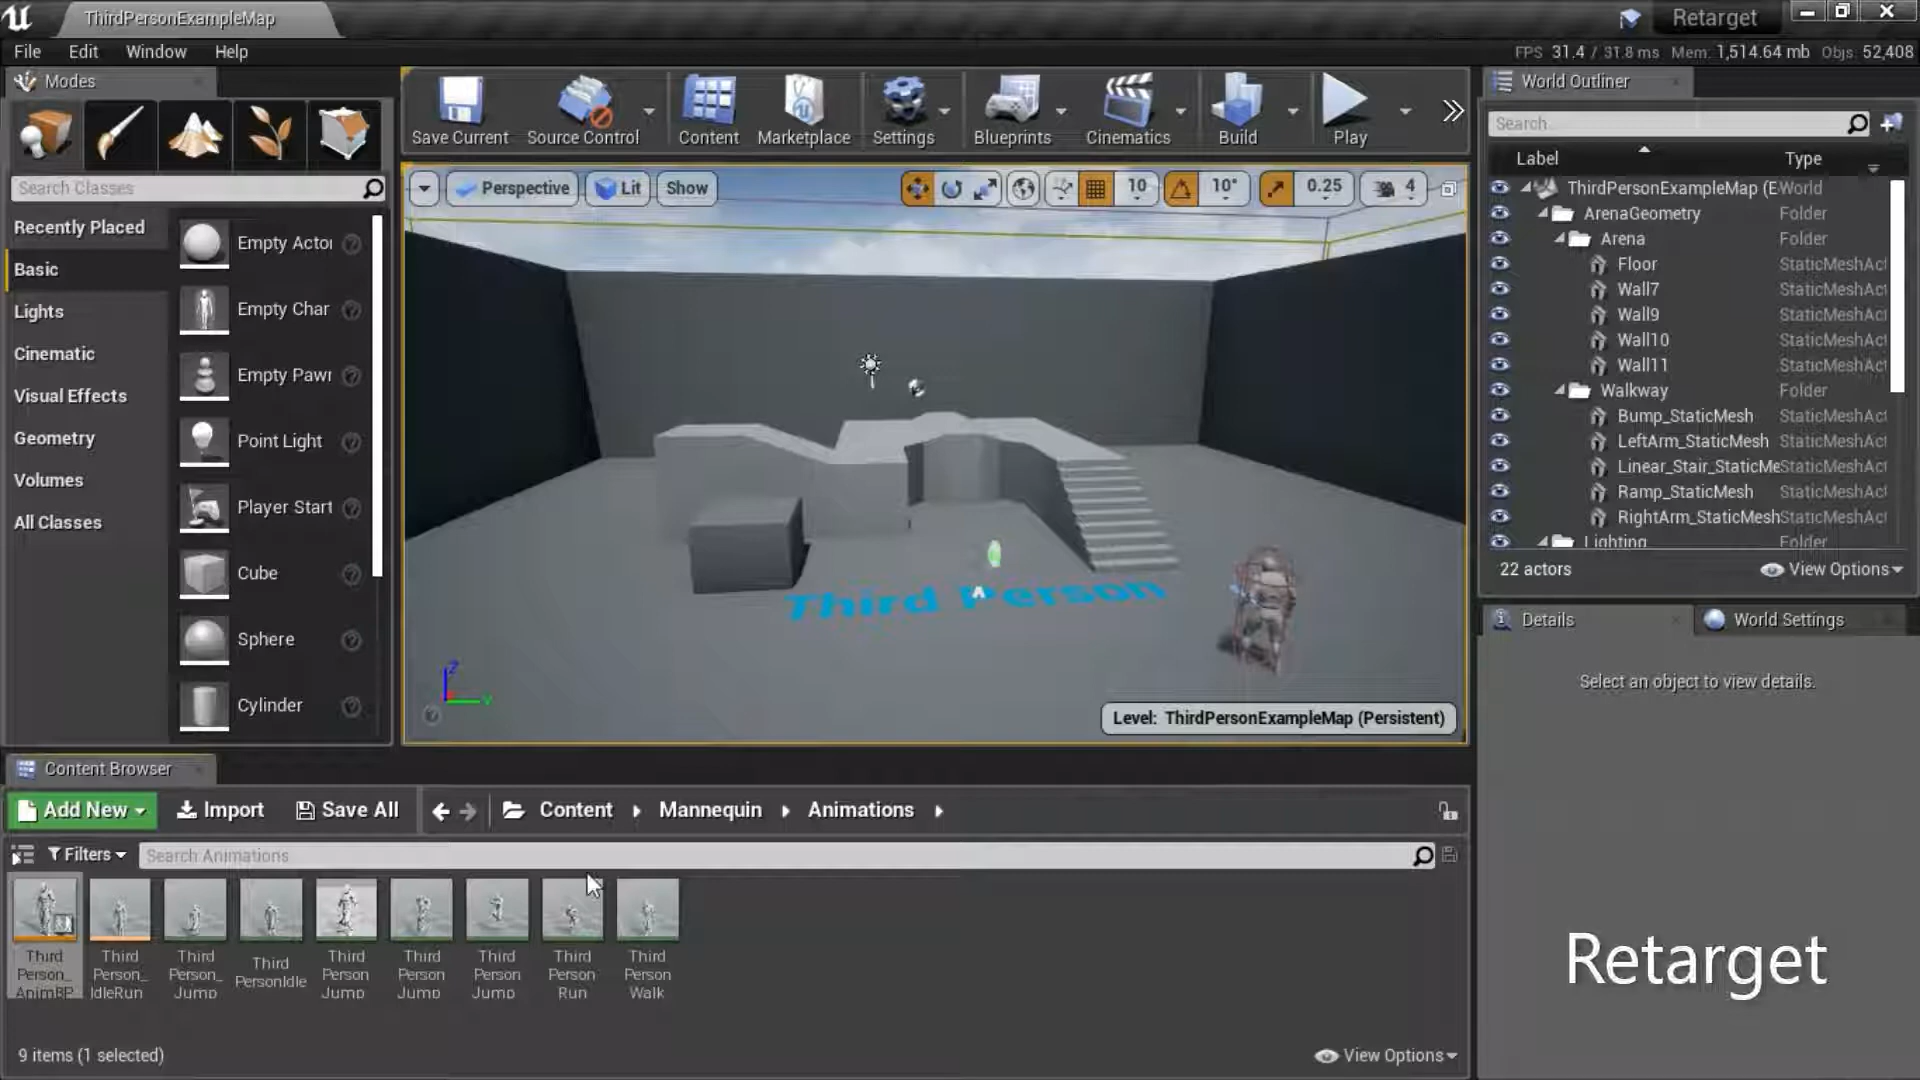 ThirdPersonExampleMap
Retarget
File Edit Window Help
FPS: 31.4 / 31.8 ms Mem: 1,514.64 mb Objs: 52,408
Modes
World Outliner
Save Current Source Control Content Marketplace Settings Blueprints Cinematics Build Play
Search...
Label Type
Search Classes
Perspective Lit Show 10 10° 0.25 4
Recently Placed
Basic
Lights
Cinematic
Visual Effects
Geometry
Volumes
All Classes
Empty Actor
Empty Char
Empty Pawn
Point Light
Player Start
Cube
Sphere
Cylinder
ThirdPersonExampleMap (E World
ArenaGeometry Folder
Arena Folder
Floor StaticMeshAct
Wall7 StaticMeshAct
Wall9 StaticMeshAct
Wall10 StaticMeshAct
Wall11 StaticMeshAct
Walkway Folder
Bump_StaticMesh StaticMeshAct
LeftArm_StaticMesh StaticMeshAct
Linear_Stair_StaticMe StaticMeshAct
Ramp_StaticMesh StaticMeshAct
RightArm_StaticMesh StaticMeshAct
Lighting Folder
22 actors View Options
Third Person
Z
Y
Level: ThirdPersonExampleMap (Persistent)
Details World Settings
Select an object to view details.
Content Browser
Add New Import Save All Content Mannequin Animations
Filters Search Animations
Third
Person_
AnimBP
Third
Person_
IdleRun
Third
Person_
Jump
Third
PersonIdle
Third
Person
Jump
Third
Person
Jump
Third
Person
Jump
Third
Person
Run
Third
Person
Walk
9 items (1 selected) View Options
Retarget